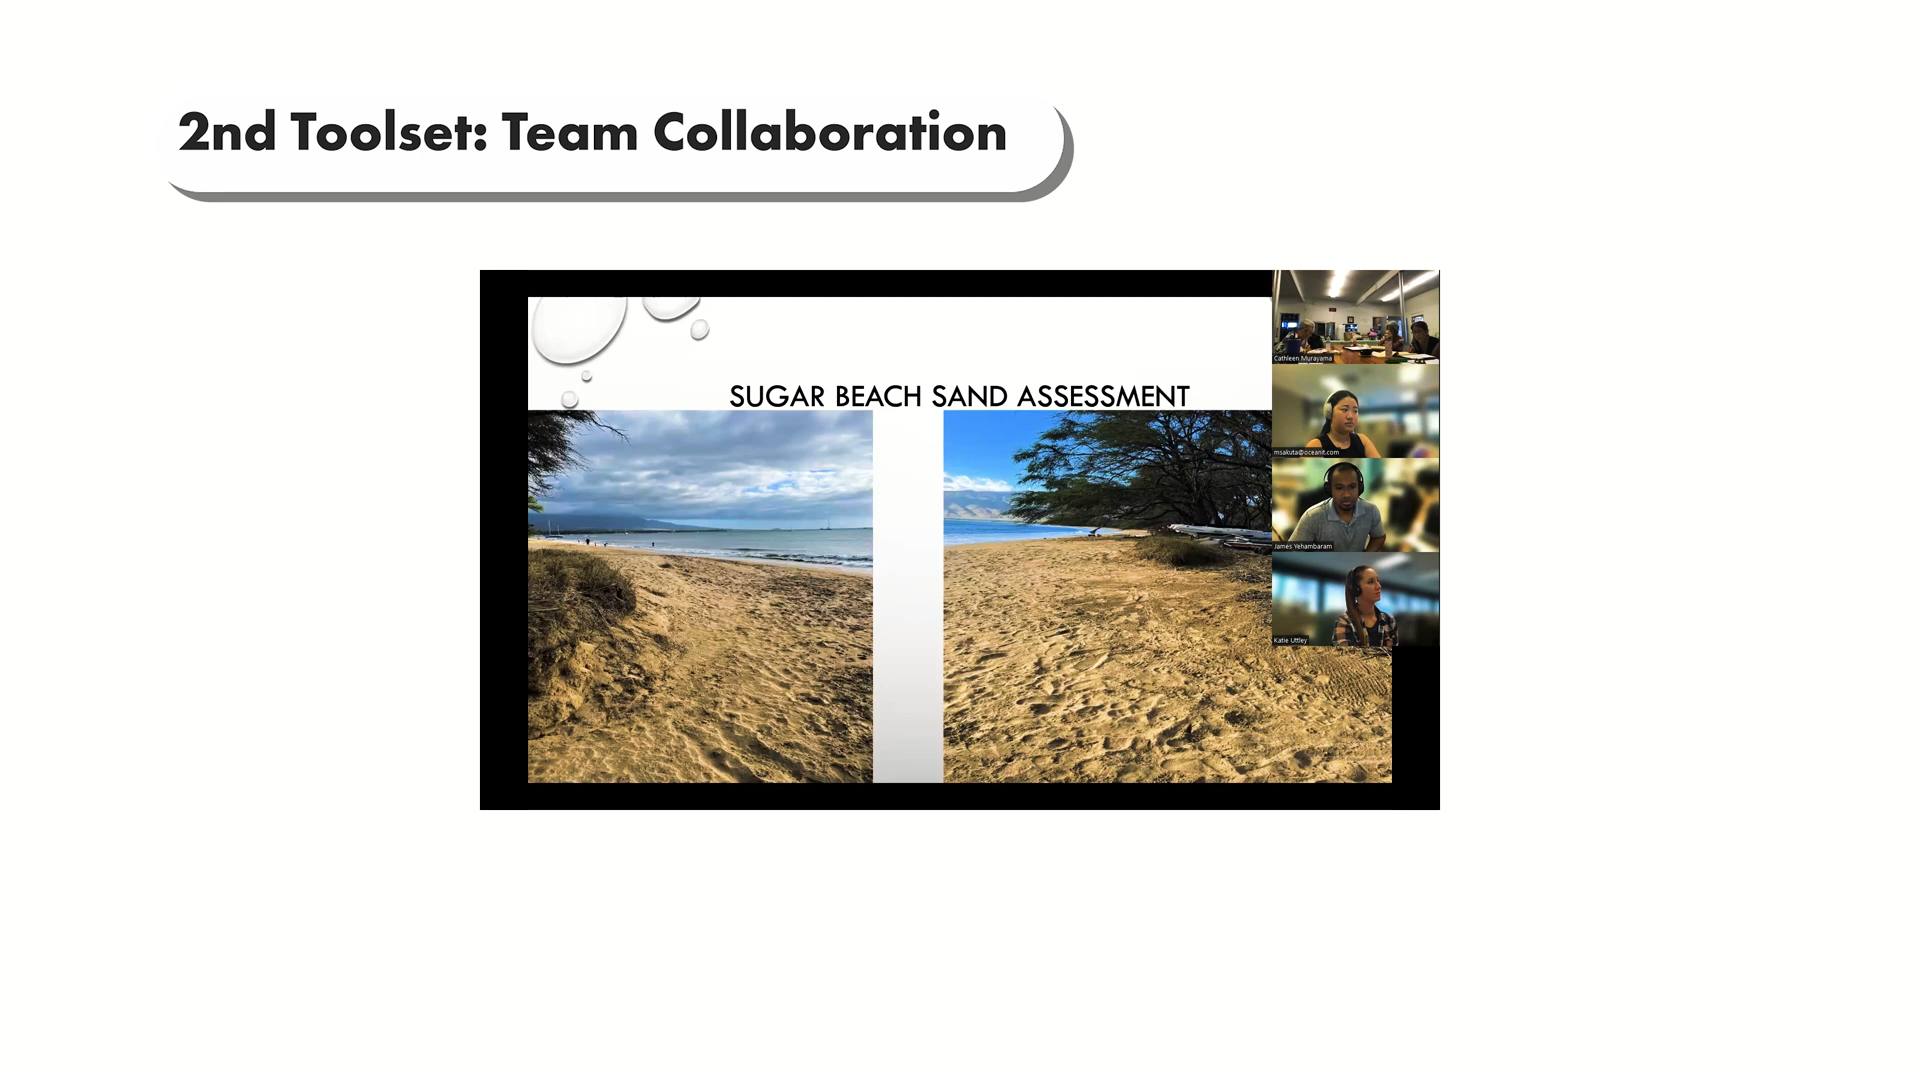 2nd Toolset: Team Collaboration
SUGAR BEACH SAND ASSESSMENT
Cathleen Murayama
msakuta@oceanit.com
James Yehambaram
Katie Uttley